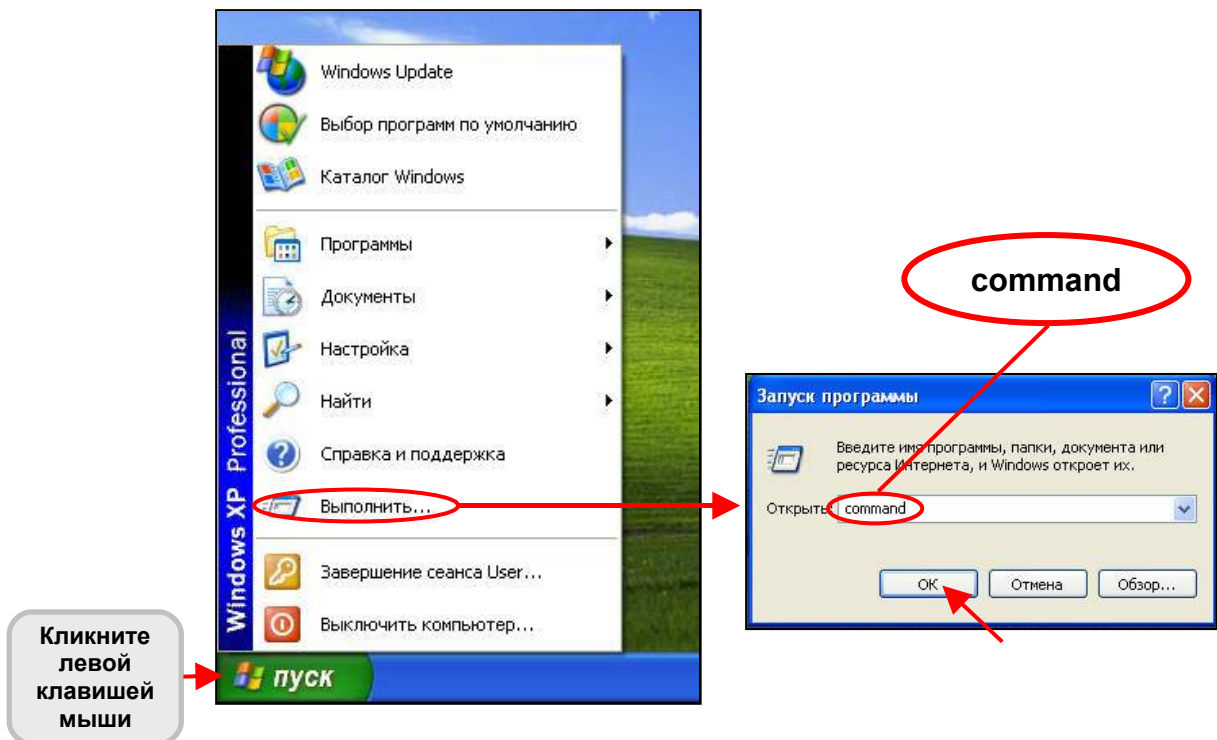 Windows Update
Выбор программ по умолчанию
Каталог Windows
Программы
Документы
Настройка
Найти
Справка и поддержка
Выполнить...
Завершение сеанса User...
Выключить компьютер...
Windows XP Professional
пуск
Кликните
левой
клавишей
мыши
command
Запуск программы
Введите имя программы, папки, документа или
ресурса Интернета, и Windows откроет их.
Открыть: command
ОК Отмена Обзор...